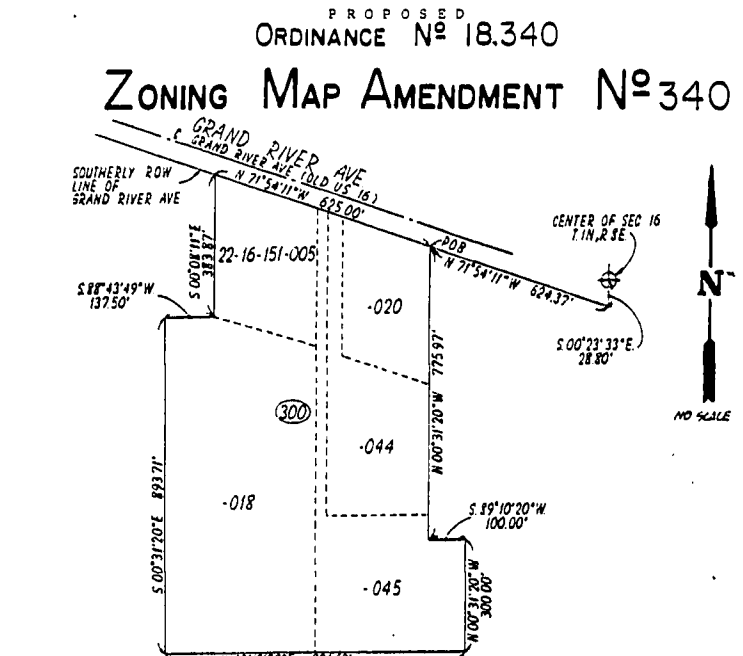 PROPOSED
ORDINANCE Nº 18.340
ZONING MAP AMENDMENT Nº 340
GRAND RIVER AVE.
GRAND RIVER AVE. (OLD US 16)
N 71°54'11"W 625.00'
SOUTHERLY ROW
LINE OF
GRAND RIVER AVE
S 00°08'11"E
383.87'
22-16-151-005
POB
N 71°54'11"W 624.37'
CENTER OF SEC 16
T.1N., R.8E.
N
S.88°43'49"W.
137.50'
-020
S.00°23'33"E.
28.80'
N 00°31'20"W 775.97'
NO SCALE
300
-044
-018
S 00°31'20"E 893.71'
S.89°10'20"W.
100.00'
-045
N 00°31'20"W
300.00'